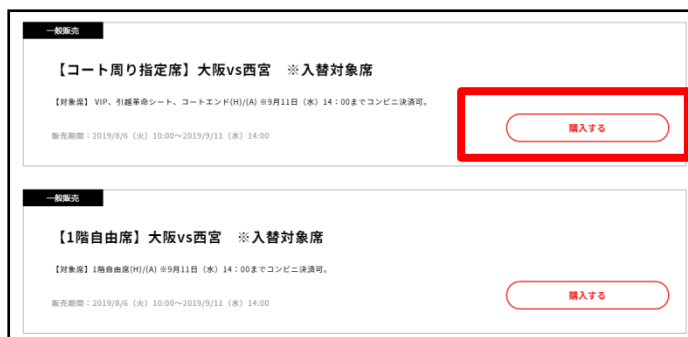 一般販売
【コート周り指定席】大阪vs西宮　※入替対象席
【対象席】 VIP、引越革命シート、コートエンド(H)/(A) ※9月11日（水）14：00までコンビニ決済可。
購入する
販売期間：2019/8/6（火）10:00～2019/9/11（水）14:00
一般販売
【1階自由席】大阪vs西宮　※入替対象席
【対象席】1階自由席(H)/(A) ※9月11日（水）14：00までコンビニ決済可。
購入する
販売期間：2019/8/6（火）10:00～2019/9/11（水）14:00